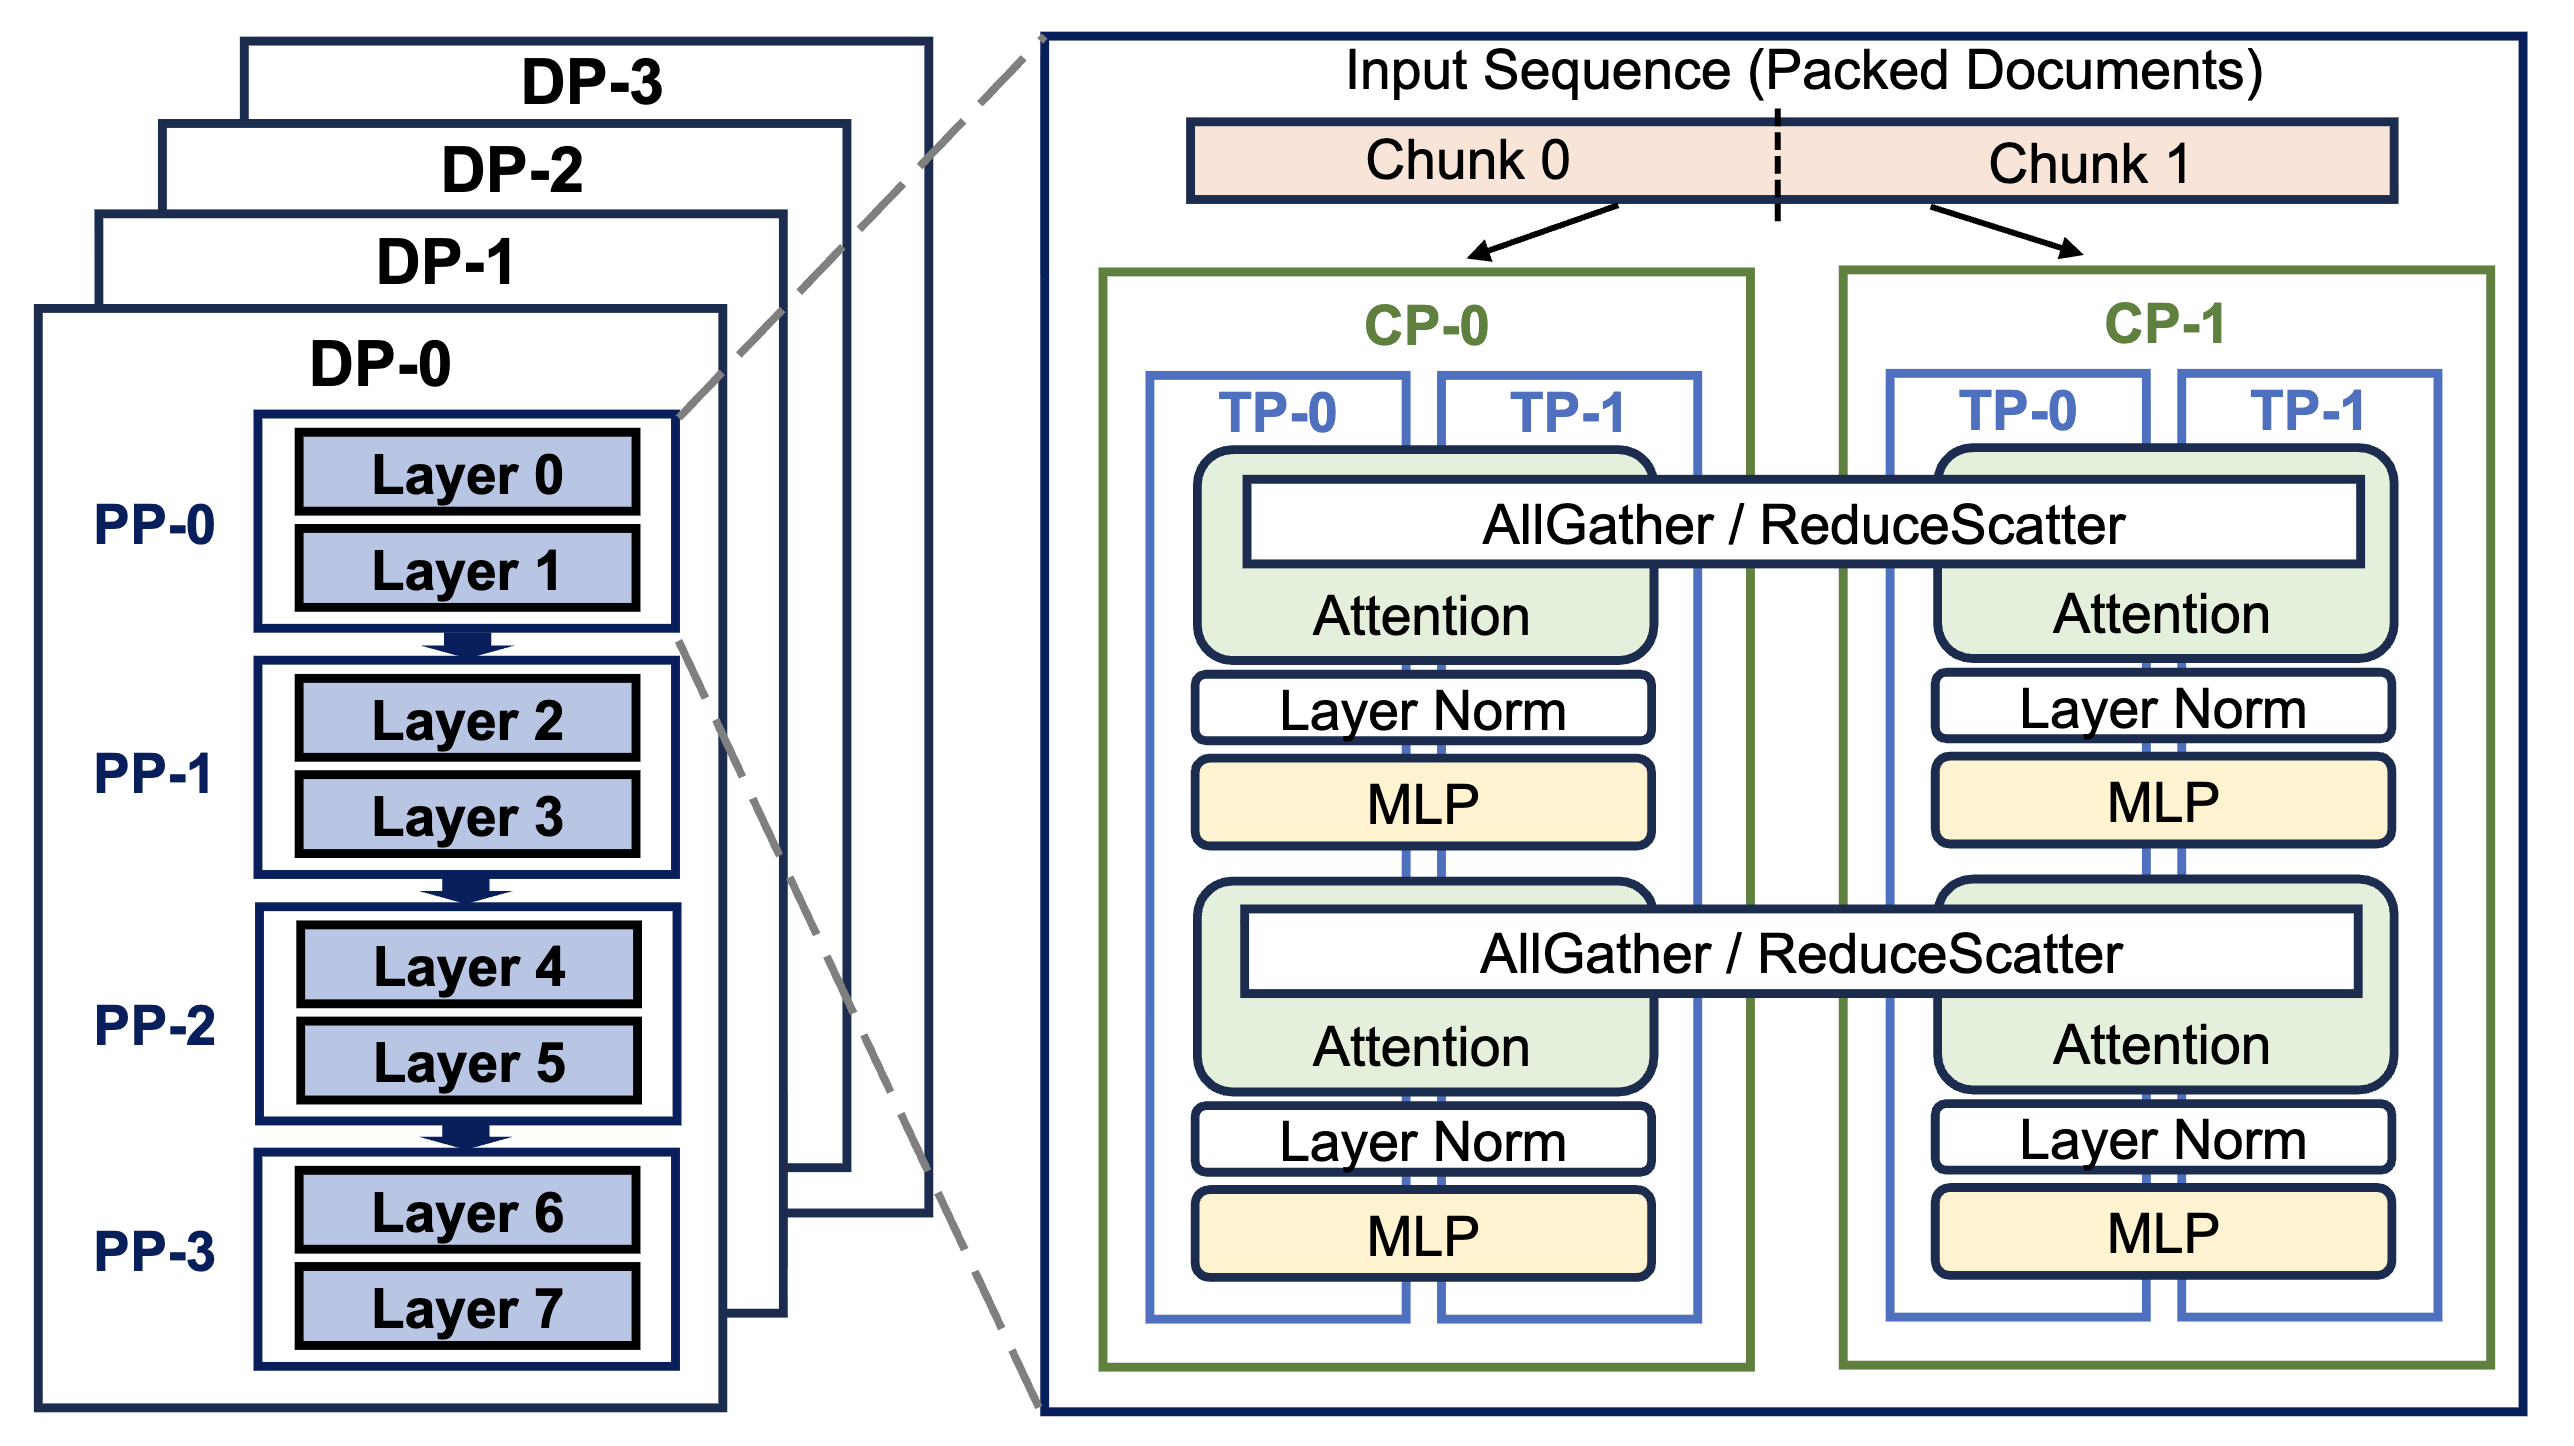 DP-3
DP-2
DP-1
DP-0
PP-0
Layer 0
Layer 1
PP-1
Layer 2
Layer 3
PP-2
Layer 4
Layer 5
PP-3
Layer 6
Layer 7
Input Sequence (Packed Documents)
Chunk 0
Chunk 1
CP-0
TP-0
TP-1
CP-1
TP-0
TP-1
AllGather / ReduceScatter
Attention
Attention
Layer Norm
Layer Norm
MLP
MLP
AllGather / ReduceScatter
Attention
Attention
Layer Norm
Layer Norm
MLP
MLP